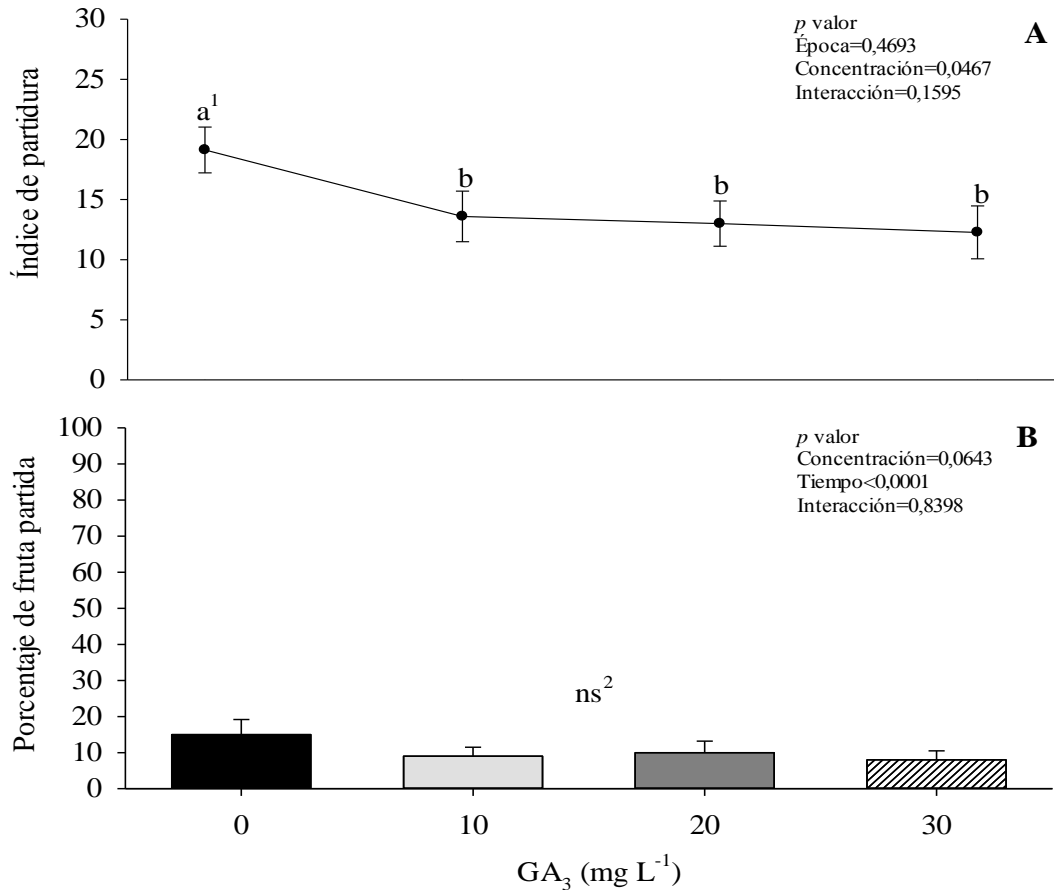 p valor
Época=0,4693
Concentración=0,0467
Interacción=0,1595
A
Índice de partidura
30
25
20
15
10
5
0
a¹
b
b
b
p valor
Concentración=0,0643
Tiempo<0,0001
Interacción=0,8398
B
Porcentaje de fruta partida
100
90
80
70
60
50
40
30
20
10
0
ns²
0 10 20 30
GA₃ (mg L⁻¹)